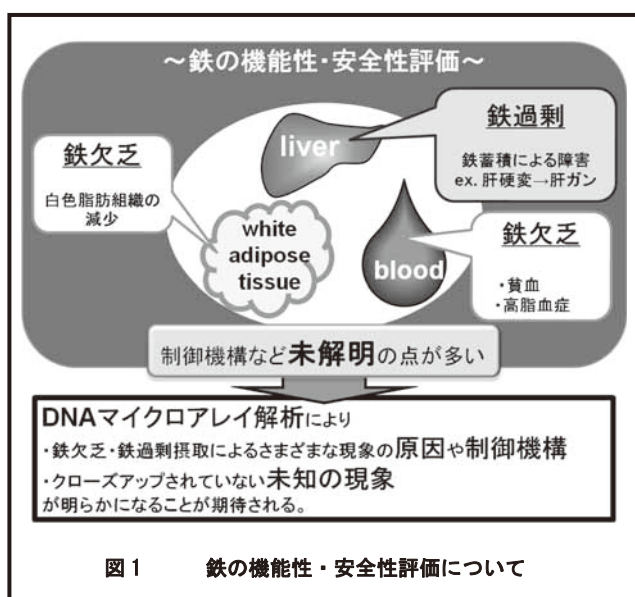 ～鉄の機能性・安全性評価～
鉄欠乏
白色脂肪組織の
減少
liver
鉄過剰
鉄蓄積による障害
ex. 肝硬変→肝ガン
white
adipose
tissue
blood
鉄欠乏
・貧血
・高脂血症
制御機構など未解明の点が多い
DNAマイクロアレイ解析により
・鉄欠乏・鉄過剰摂取によるさまざまな現象の原因や制御機構
・クローズアップされていない未知の現象
が明らかになることが期待される。
図1 鉄の機能性・安全性評価について